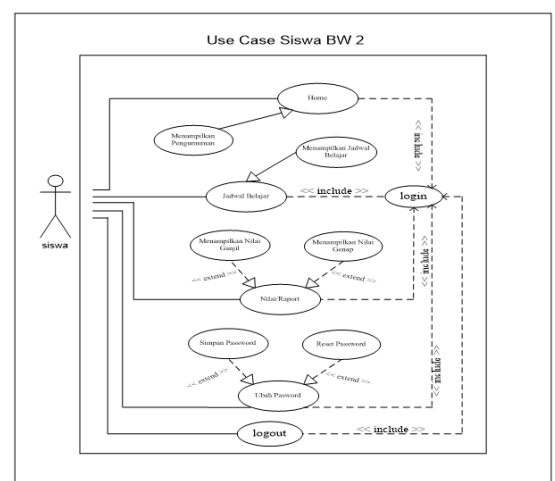 Use Case Siswa BW 2
Home
Menampilkan
Pengumuman
<< include >>
Menampilkan Jadwal
Belajar
Jadwal Belajar
<< include >>
login
siswa
Menampilkan Nilai
Ganjil
Menampilkan Nilai
Genap
<< include >>
<< extend >>
<< extend >>
Nilai/Raport
Simpan Password
Reset Password
<< include >>
<< extend >>
<< extend >>
Ubah Pasword
logout
<< include >>